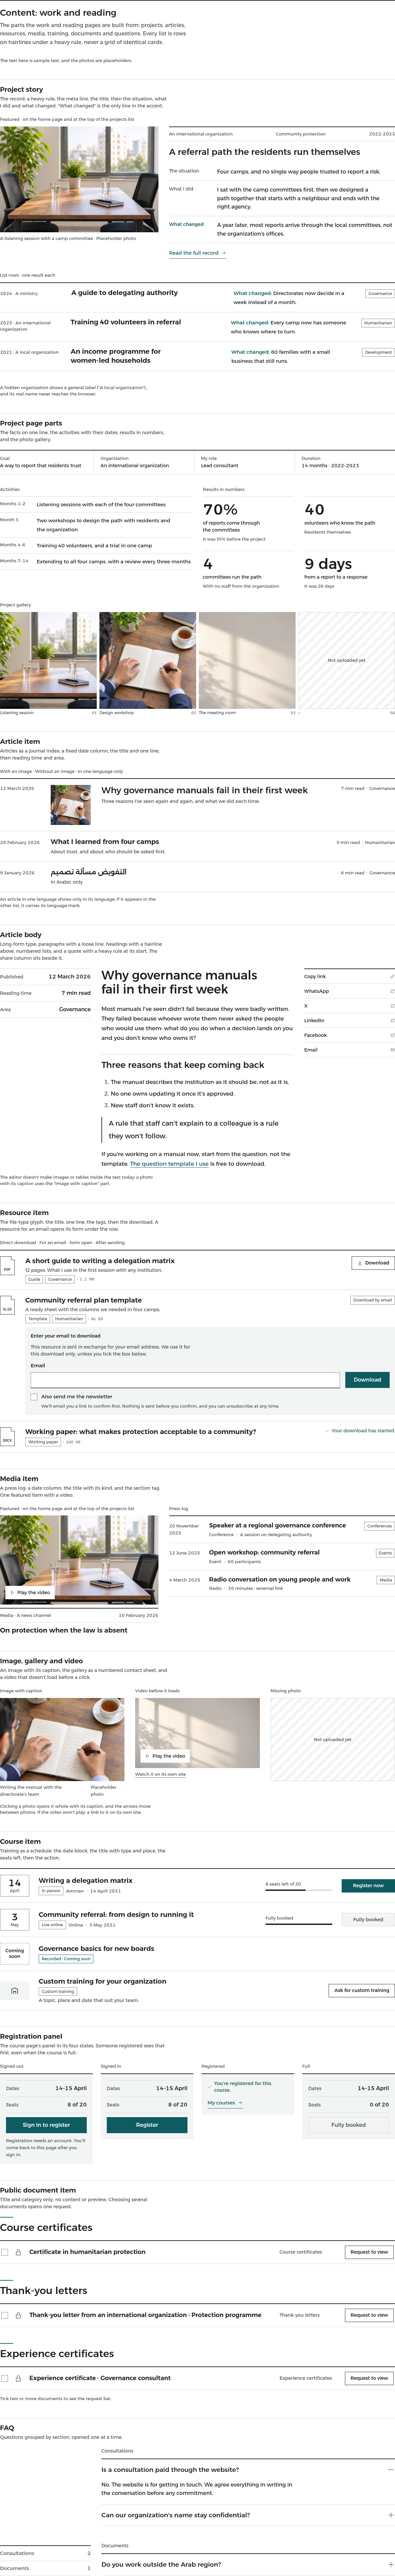 Content: work and reading
The parts the work and reading pages are built from: projects, articles,
resources, media, training, documents and questions. Every list is rows
on hairlines under a heavy rule, never a grid of identical cards.
The text here is sample text, and the photos are placeholders.
Project story
The record: a heavy rule, the meta line, the title, then the situation, what
I did and what changed. "What changed" is the only line in the accent.
Featured · on the home page and at the top of the projects list
An international organization
Community protection
2022–2023
A referral path the residents run themselves
The situation
Four camps, and no single way people trusted to report a risk.
What I did
I sat with the camp committees first, then we designed a
path together that starts with a neighbour and ends with the
right agency.
What changed
A year later, most reports arrive through the local committees, not
the organization's offices.
Read the full record →
A listening session with a camp committee · Placeholder photo
List rows · one result each
2024 · A ministry
A guide to delegating authority
What changed: Directorates now decide in a
week instead of a month.
Governance
2023 · An international
organization
Training 40 volunteers in referral
What changed: Every camp now has someone
who knows where to turn.
Humanitarian
2021 · A local organization
An income programme for
women-led households
What changed: 60 families with a small
business that still runs.
Development
A hidden organization shows a general label ("A local organization"),
and its real name never reaches the browser.
Project page parts
The facts on one line, the activities with their dates, results in numbers,
and the photo gallery.
Goal
A way to report that residents trust
Organization
An international organization
My role
Lead consultant
Duration
14 months · 2022–2023
Activities
Months 1–2
Listening sessions with each of the four committees
Month 3
Two workshops to design the path with residents and
the organization
Months 4–6
Training 40 volunteers, and a trial in one camp
Months 7–14
Extending to all four camps, with a review every three months
Results in numbers
70%
of reports come through
the committees
It was 10% before the project
40
volunteers who know the path
Residents themselves
4
committees run the path
With no staff from the organization
9 days
from a report to a response
It was 26 days
Project gallery
Not uploaded yet
Listening session
01
Design workshop
02
The meeting room
03
—
04
Article item
Articles as a journal index: a fixed date column, the title and one line,
then reading time and area.
With an image · Without an image · In one language only
12 March 2026
Why governance manuals fail in their first week
Three reasons I've seen again and again, and what we did each time.
7 min read · Governance
28 February 2026
What I learned from four camps
About trust, and about who should be asked first.
5 min read · Humanitarian
9 January 2026
التفويض مسألة تصميم
In Arabic only
6 min read · Governance
An article in one language shows only in its language; if it appears in the
other list, it carries its language mark.
Article body
Long-form type: paragraphs with a loose line, headings with a hairline
above, numbered lists, and a quote with a heavy rule at its start. The
share column sits beside it.
Published
12 March 2026
Reading time
7 min read
Area
Governance
Why governance manuals
fail in their first week
Most manuals I've seen didn't fail because they were badly written.
They failed because whoever wrote them never asked the people
who would use them: what do you do when a decision lands on you
and you don't know who owns it?
Three reasons that keep coming back
1. The manual describes the institution as it should be, not as it is.
2. No one owns updating it once it's approved.
3. New staff don't know it exists.
A rule that staff can't explain to a colleague is a rule
they won't follow.
If you're working on a manual now, start from the question, not the
template. The question template I use is free to download.
Copy link
WhatsApp
X
LinkedIn
Facebook
Email
The editor doesn't make images or tables inside the text today; a photo
with its caption uses the "Image with caption" part.
Resource item
The file-type glyph, the title, one line, the tags, then the download. A
resource for an email opens its form under the row.
Direct download · For an email · form open · After sending
PDF
A short guide to writing a delegation matrix
12 pages. What I use in the first session with any institution.
Guide
Governance
· 1.2 MB
Download
XLSX
Community referral plan template
A ready sheet with the columns we needed in four camps.
Template
Humanitarian
· 86 KB
Download by email
Enter your email to download
This resource is sent in exchange for your email address. We use it for
this download only, unless you tick the box below.
Email
Download
Also send me the newsletter
We'll email you a link to confirm first. Nothing is sent before you confirm, and you can unsubscribe at any time.
DOCX
Working paper: what makes protection acceptable to a community?
Working paper
· 240 KB
✓ Your download has started.
Media item
A press log: a date column, the title with its kind, and the section tag.
One featured item with a video.
Featured · on the home page and at the top of the projects list
Play the video
Media · A news channel
10 February 2026
On protection when the law is absent
Press log
20 November
2025
Speaker at a regional governance conference
Conference · A session on delegating authority
Conferences
12 June 2025
Open workshop: community referral
Event · 60 participants
Events
4 March 2025
Radio conversation on young people and work
Radio · 30 minutes · external link
Media
Image, gallery and video
An image with its caption, the gallery as a numbered contact sheet, and
a video that doesn't load before a click.
Image with caption
Writing the manual with the
directorate's team
Placeholder
photo
Video before it loads
Play the video
Watch it on its own site
Missing photo
Not uploaded yet
Clicking a photo opens it whole with its caption, and the arrows move
between photos. If the video won't play, a link to it on its own site.
Course item
Training as a schedule: the date block, the title with type and place, the
seats left, then the action.
14
April
Writing a delegation matrix
In person
Amman · 14 April 2031
8 seats left of 20
Register now
3
May
Community referral: from design to running it
Live online
Online · 3 May 2031
Fully booked
Fully booked
Coming
soon
Governance basics for new boards
Recorded · Coming soon
Custom training for your organization
Custom training
A topic, place and date that suit your team.
Ask for custom training
Registration panel
The course page's panel in its four states. Someone registered sees that
first, even when the course is full.
Signed out
Dates
14–15 April
Seats
8 of 20
Sign in to register
Registration needs an account. You'll
come back to this page after you
sign in.
Signed in
Dates
14–15 April
Seats
8 of 20
Register
Registered
✓ You're registered for this
course.
My courses →
Full
Dates
14–15 April
Seats
0 of 20
Fully booked
Public document item
Title and category only, no content or preview. Choosing several
documents opens one request.
Course certificates
Certificate in humanitarian protection
Course certificates
Request to view
Thank-you letters
Thank-you letter from an international organization · Protection programme
Thank-you letters
Request to view
Experience certificates
Experience certificate · Governance consultant
Experience certificates
Request to view
Tick two or more documents to see the request bar.
FAQ
Questions grouped by section, opened one at a time.
Consultations
Is a consultation paid through the website?
No. The website is for getting in touch. We agree everything in writing in
the conversation before any commitment.
Can our organization's name stay confidential?
Consultations
2
Documents
1
Documents
Do you work outside the Arab region?